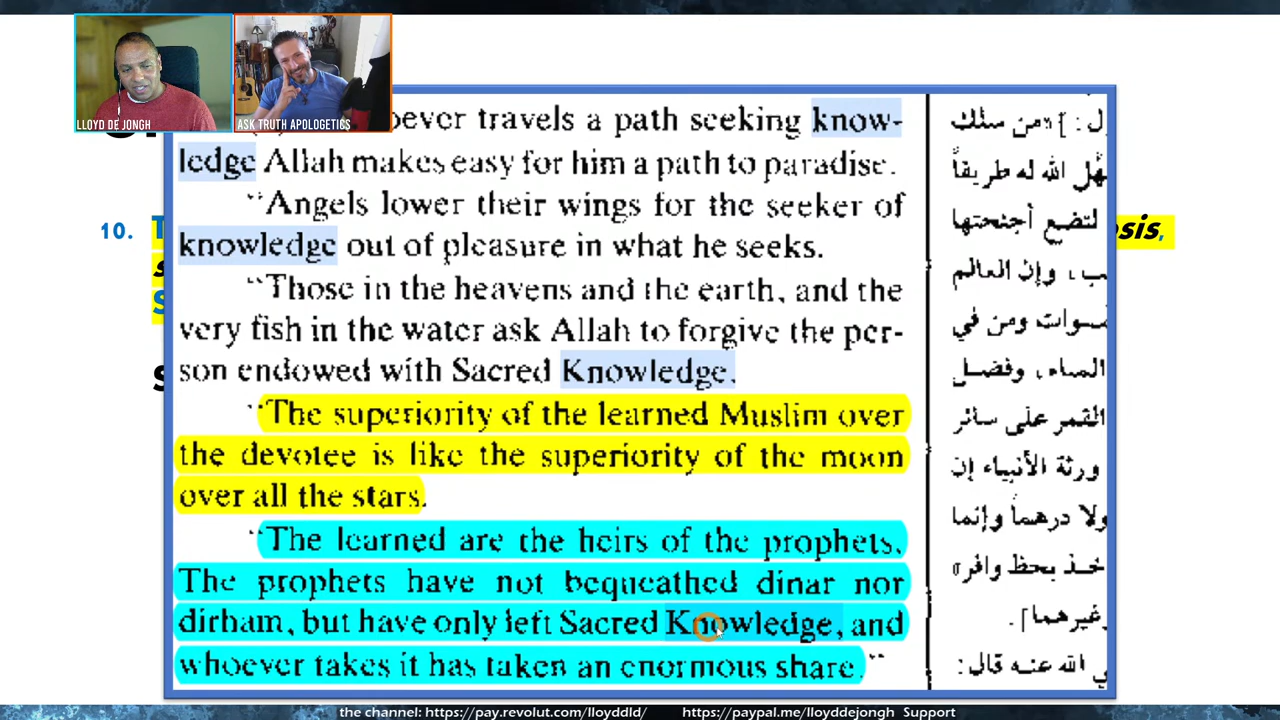 LLOYD DE JONGH
ASK TRUTH APOLOGETICS
10.
osis,
oever travels a path seeking know-
ledge Allah makes easy for him a path to paradise.
"Angels lower their wings for the seeker of
knowledge out of pleasure in what he seeks.
"Those in the heavens and the earth, and the
very fish in the water ask Allah to forgive the per-
son endowed with Sacred Knowledge.
"The superiority of the learned Muslim over
the devotee is like the superiority of the moon
over all the stars.
"The learned are the heirs of the prophets.
The prophets have not bequeathed dinar nor
dirham, but have only left Sacred Knowledge, and
whoever takes it has taken an enormous share."
ول: ] «من سلك
هل الله له طريقاً
لتضع أجنحتها
ب، وإن العالم
سموات ومن في
الماء، وفضل
القمر على سائر
ورثة الأنبياء إن
ولا درهماً وإنما
خذ بحظ وافر»
غيرهما].
ي الله عنه قال:
the channel: https://pay.revolut.com/lloyddld/ https://paypal.me/lloyddejongh Support